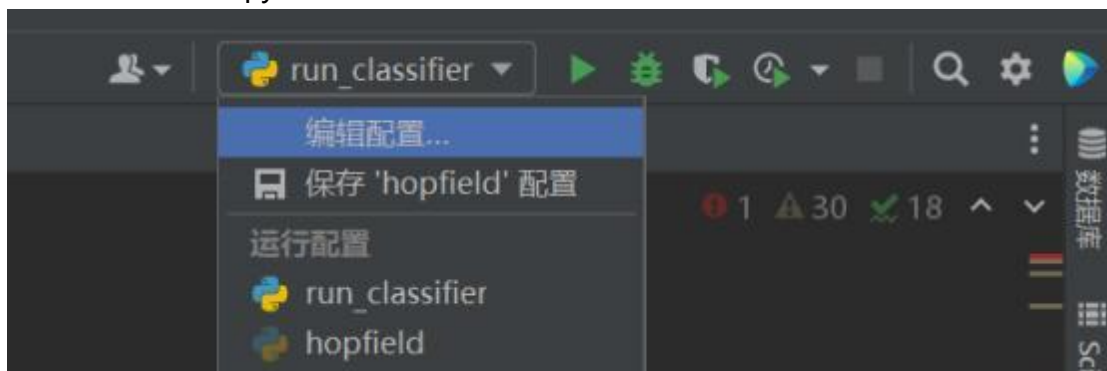 py
run_classifier
编辑配置...
保存 'hopfield' 配置
1 30 18
运行配置
run_classifier
hopfield
数据库